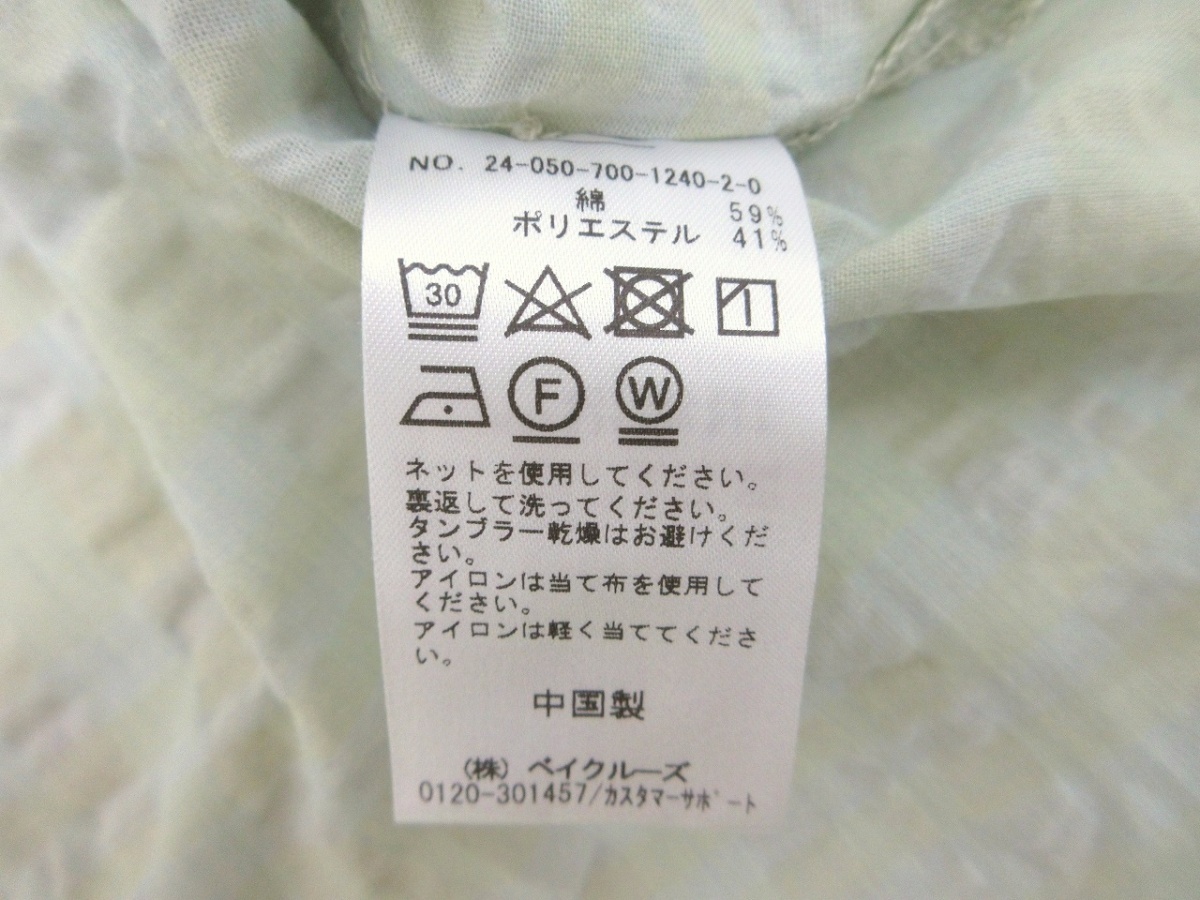 NO. 24-050-700-1240-2-0
綿 59%
ポリエステル 41%
30
F W
ネットを使用してください。
裏返して洗ってください。
タンブラー乾燥はお避けくだ
さい。
アイロンは当て布を使用して
ください。
アイロンは軽く当ててくださ
い。
中国製
(株) ベイクルーズ
0120-301457/カスタマーサポート